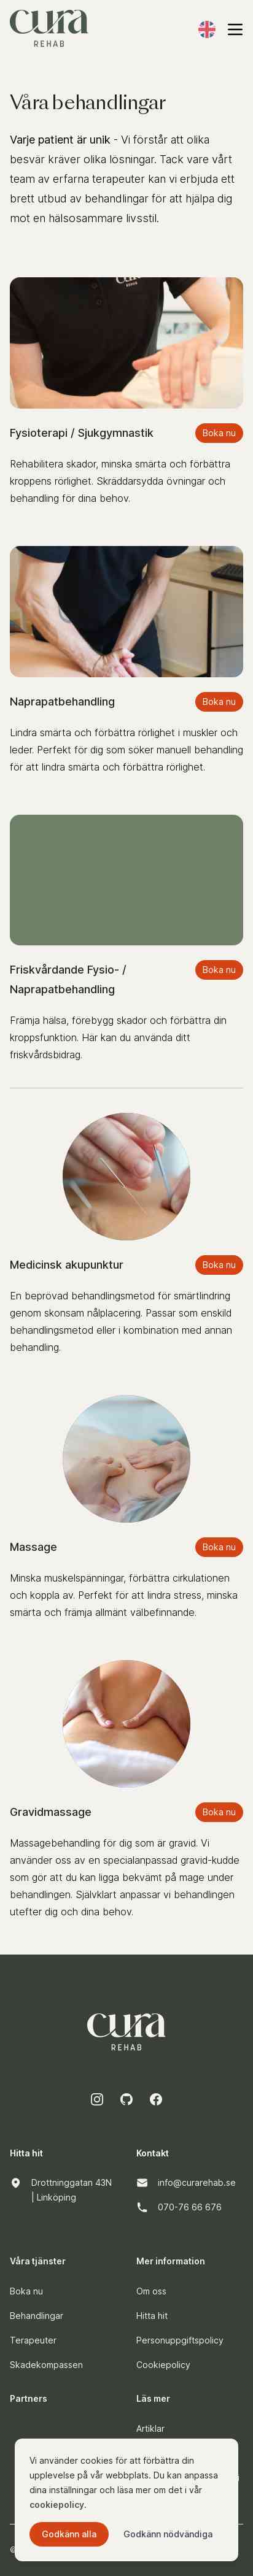 cura
REHAB
Våra behandlingar
Varje patient är unik - Vi förstår att olika
besvär kräver olika lösningar. Tack vare vårt
team av erfarna terapeuter kan vi erbjuda ett
brett utbud av behandlingar för att hjälpa dig
mot en hälsosammare livsstil.
Fysioterapi / Sjukgymnastik
Boka nu
Rehabilitera skador, minska smärta och förbättra
kroppens rörlighet. Skräddarsydda övningar och
behandling för dina behov.
Naprapatbehandling
Boka nu
Lindra smärta och förbättra rörlighet i muskler och
leder. Perfekt för dig som söker manuell behandling
för att lindra smärta och förbättra rörlighet.
Friskvårdande Fysio- /
Naprapatbehandling
Boka nu
Främja hälsa, förebygg skador och förbättra din
kroppsfunktion. Här kan du använda ditt
friskvårdsbidrag.
Medicinsk akupunktur
Boka nu
En beprövad behandlingsmetod för smärtlindring
genom skonsam nålplacering. Passar som enskild
behandlingsmetod eller i kombination med annan
behandling.
Massage
Boka nu
Minska muskelspänningar, förbättra cirkulationen
och koppla av. Perfekt för att lindra stress, minska
smärta och främja allmänt välbefinnande.
Gravidmassage
Boka nu
Massagebehandling för dig som är gravid. Vi
använder oss av en specialanpassad gravid-kudde
som gör att du kan ligga bekvämt på mage under
behandlingen. Självklart anpassar vi behandlingen
utefter dig och dina behov.
cura
REHAB
Hitta hit
Drottninggatan 43N
| Linköping
Kontakt
info@curarehab.se
070-76 66 676
Våra tjänster
Boka nu
Behandlingar
Terapeuter
Skadekompassen
Mer information
Om oss
Hitta hit
Personuppgiftspolicy
Cookiepolicy
Partners
Läs mer
Artiklar
Vi använder cookies för att förbättra din
upplevelse på vår webbplats. Du kan anpassa
dina inställningar och läsa mer om det i vår
cookiepolicy.
Godkänn alla
Godkänn nödvändiga
©